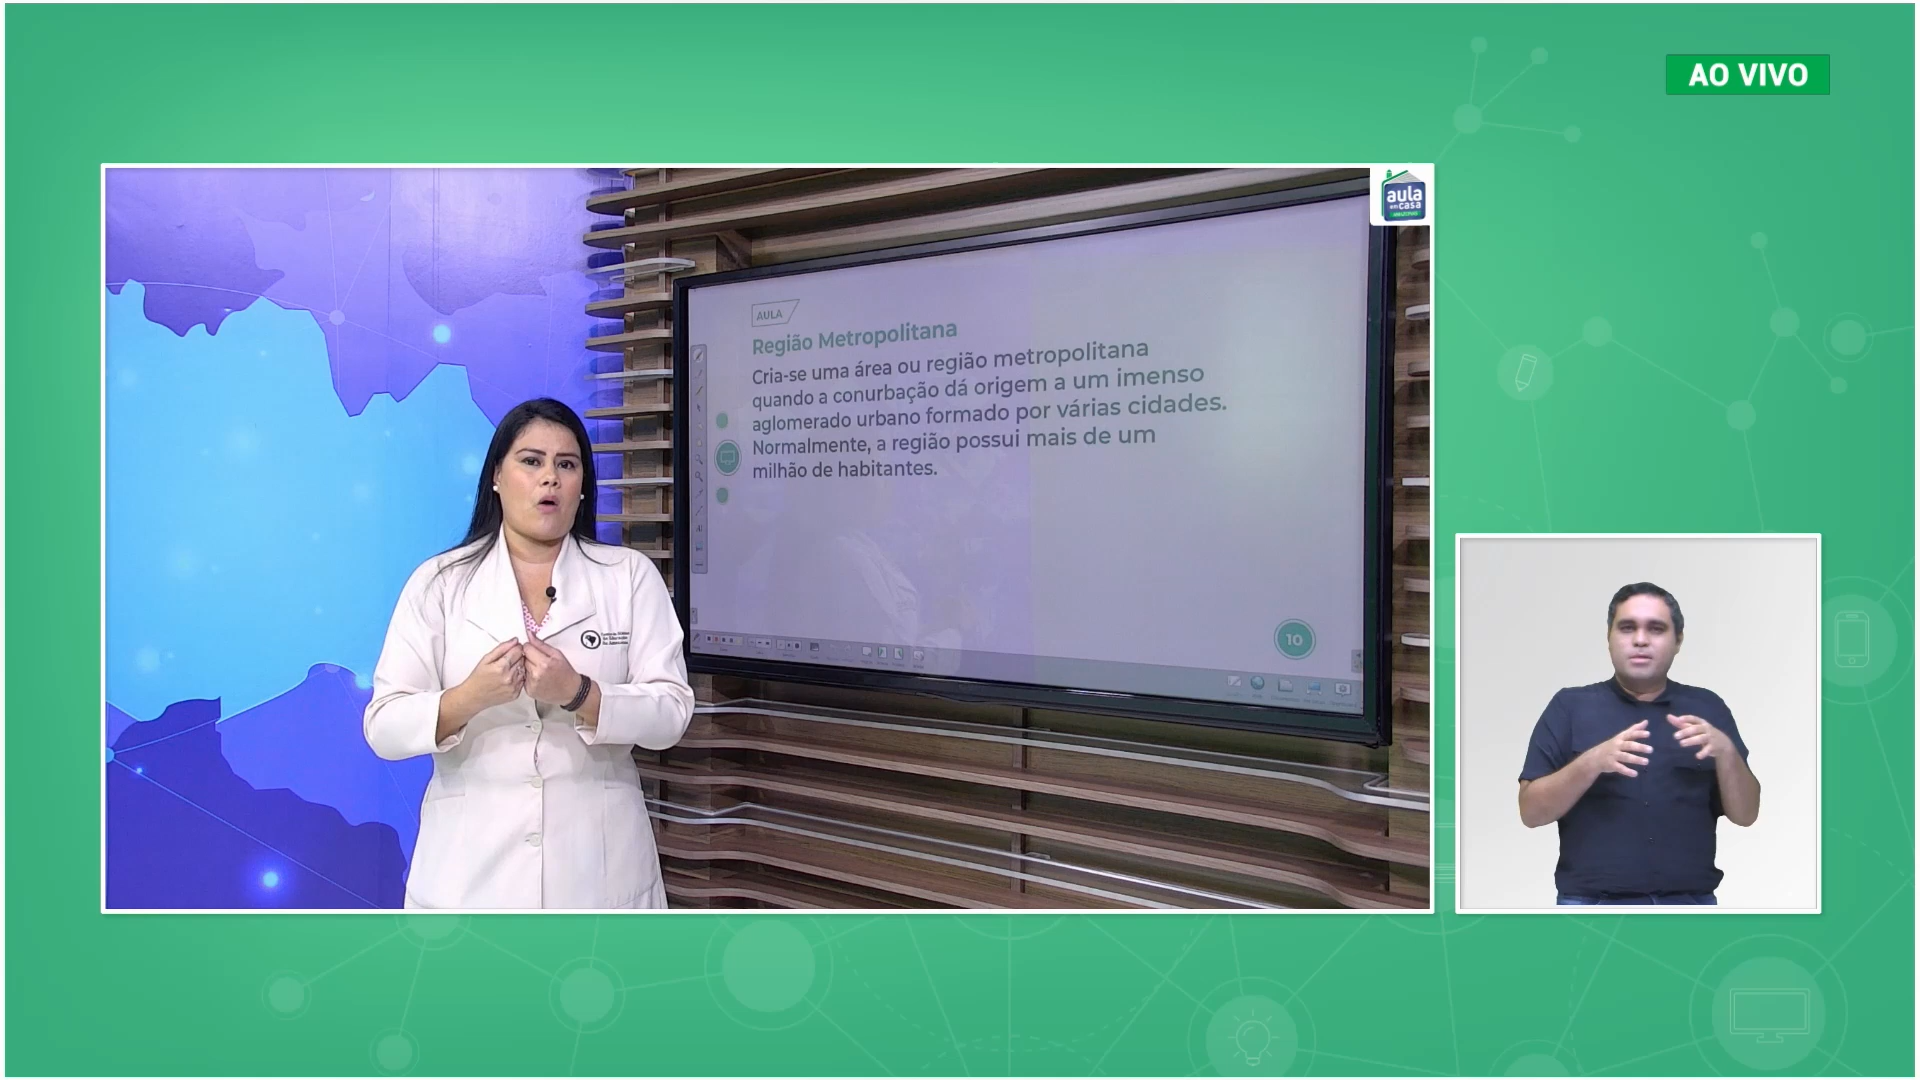 AO VIVO
aula
em casa
AULA
Região Metropolitana
Cria-se uma área ou região metropolitana
quando a conurbação dá origem a um imenso
aglomerado urbano formado por várias cidades.
Normalmente, a região possui mais de um
milhão de habitantes.
10